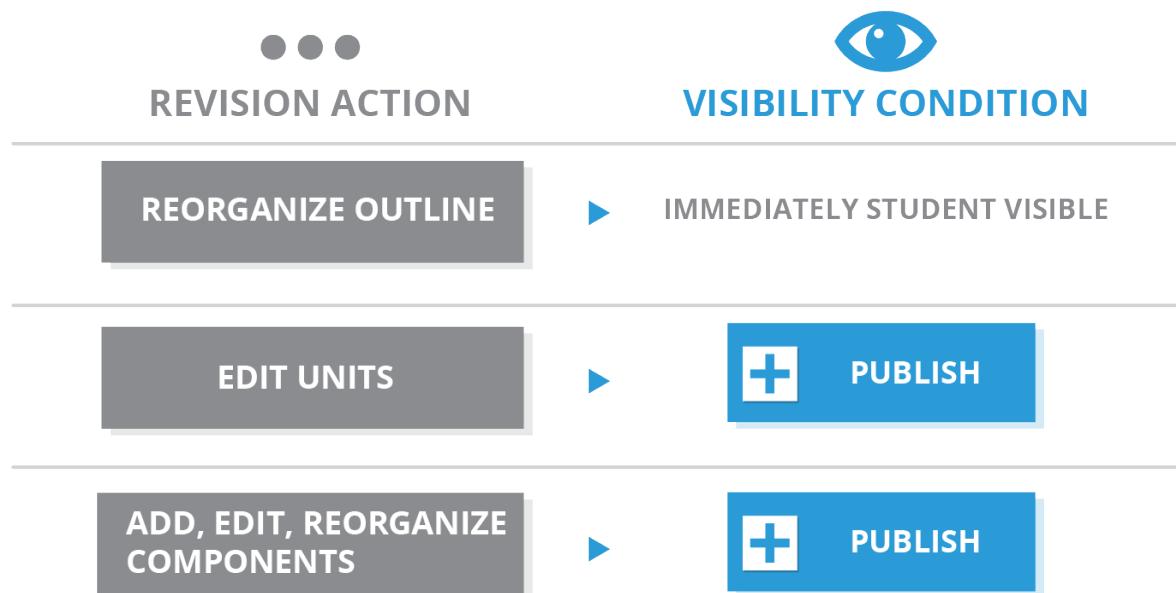 REVISION ACTION
VISIBILITY CONDITION
REORGANIZE OUTLINE
IMMEDIATELY STUDENT VISIBLE
EDIT UNITS
PUBLISH
ADD, EDIT, REORGANIZE
COMPONENTS
PUBLISH